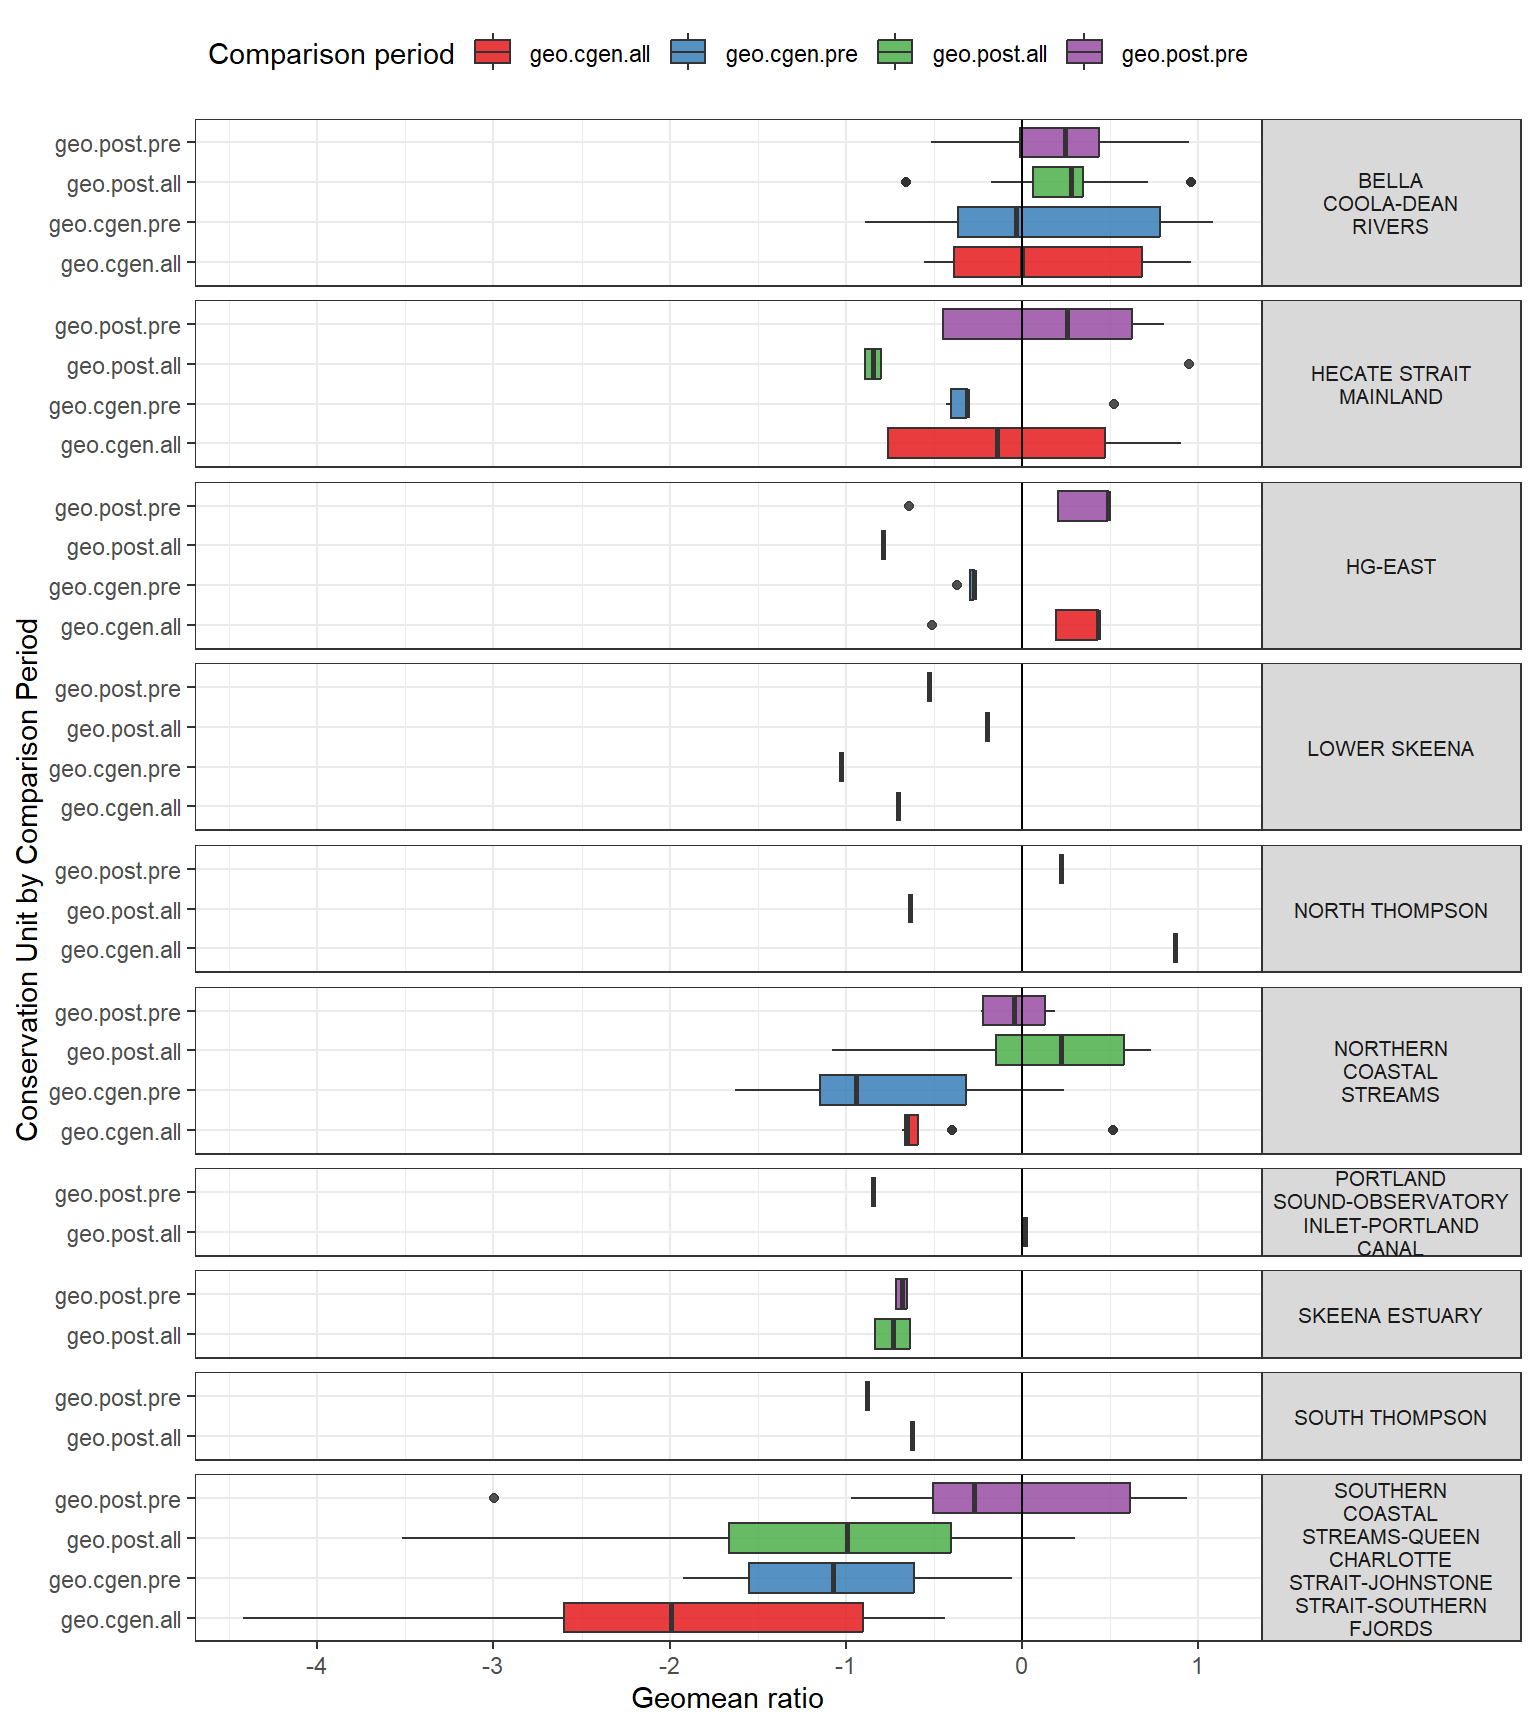 Comparison period
geo.cgen.all
geo.cgen.pre
geo.post.all
geo.post.pre
Conservation Unit by Comparison Period
geo.post.pre
geo.post.all
geo.cgen.pre
geo.cgen.all
BELLA
COOLA-DEAN
RIVERS
geo.post.pre
geo.post.all
geo.cgen.pre
geo.cgen.all
HECATE STRAIT
MAINLAND
geo.post.pre
geo.post.all
geo.cgen.pre
geo.cgen.all
HG-EAST
geo.post.pre
geo.post.all
geo.cgen.pre
geo.cgen.all
LOWER SKEENA
geo.post.pre
geo.post.all
geo.cgen.all
NORTH THOMPSON
geo.post.pre
geo.post.all
geo.cgen.pre
geo.cgen.all
NORTHERN
COASTAL
STREAMS
geo.post.pre
geo.post.all
PORTLAND
SOUND-OBSERVATORY
INLET-PORTLAND
CANAL
geo.post.pre
geo.post.all
SKEENA ESTUARY
geo.post.pre
geo.post.all
SOUTH THOMPSON
geo.post.pre
geo.post.all
geo.cgen.pre
geo.cgen.all
SOUTHERN
COASTAL
STREAMS-QUEEN
CHARLOTTE
STRAIT-JOHNSTONE
STRAIT-SOUTHERN
FJORDS
-4
-3
-2
-1
0
1
Geomean ratio